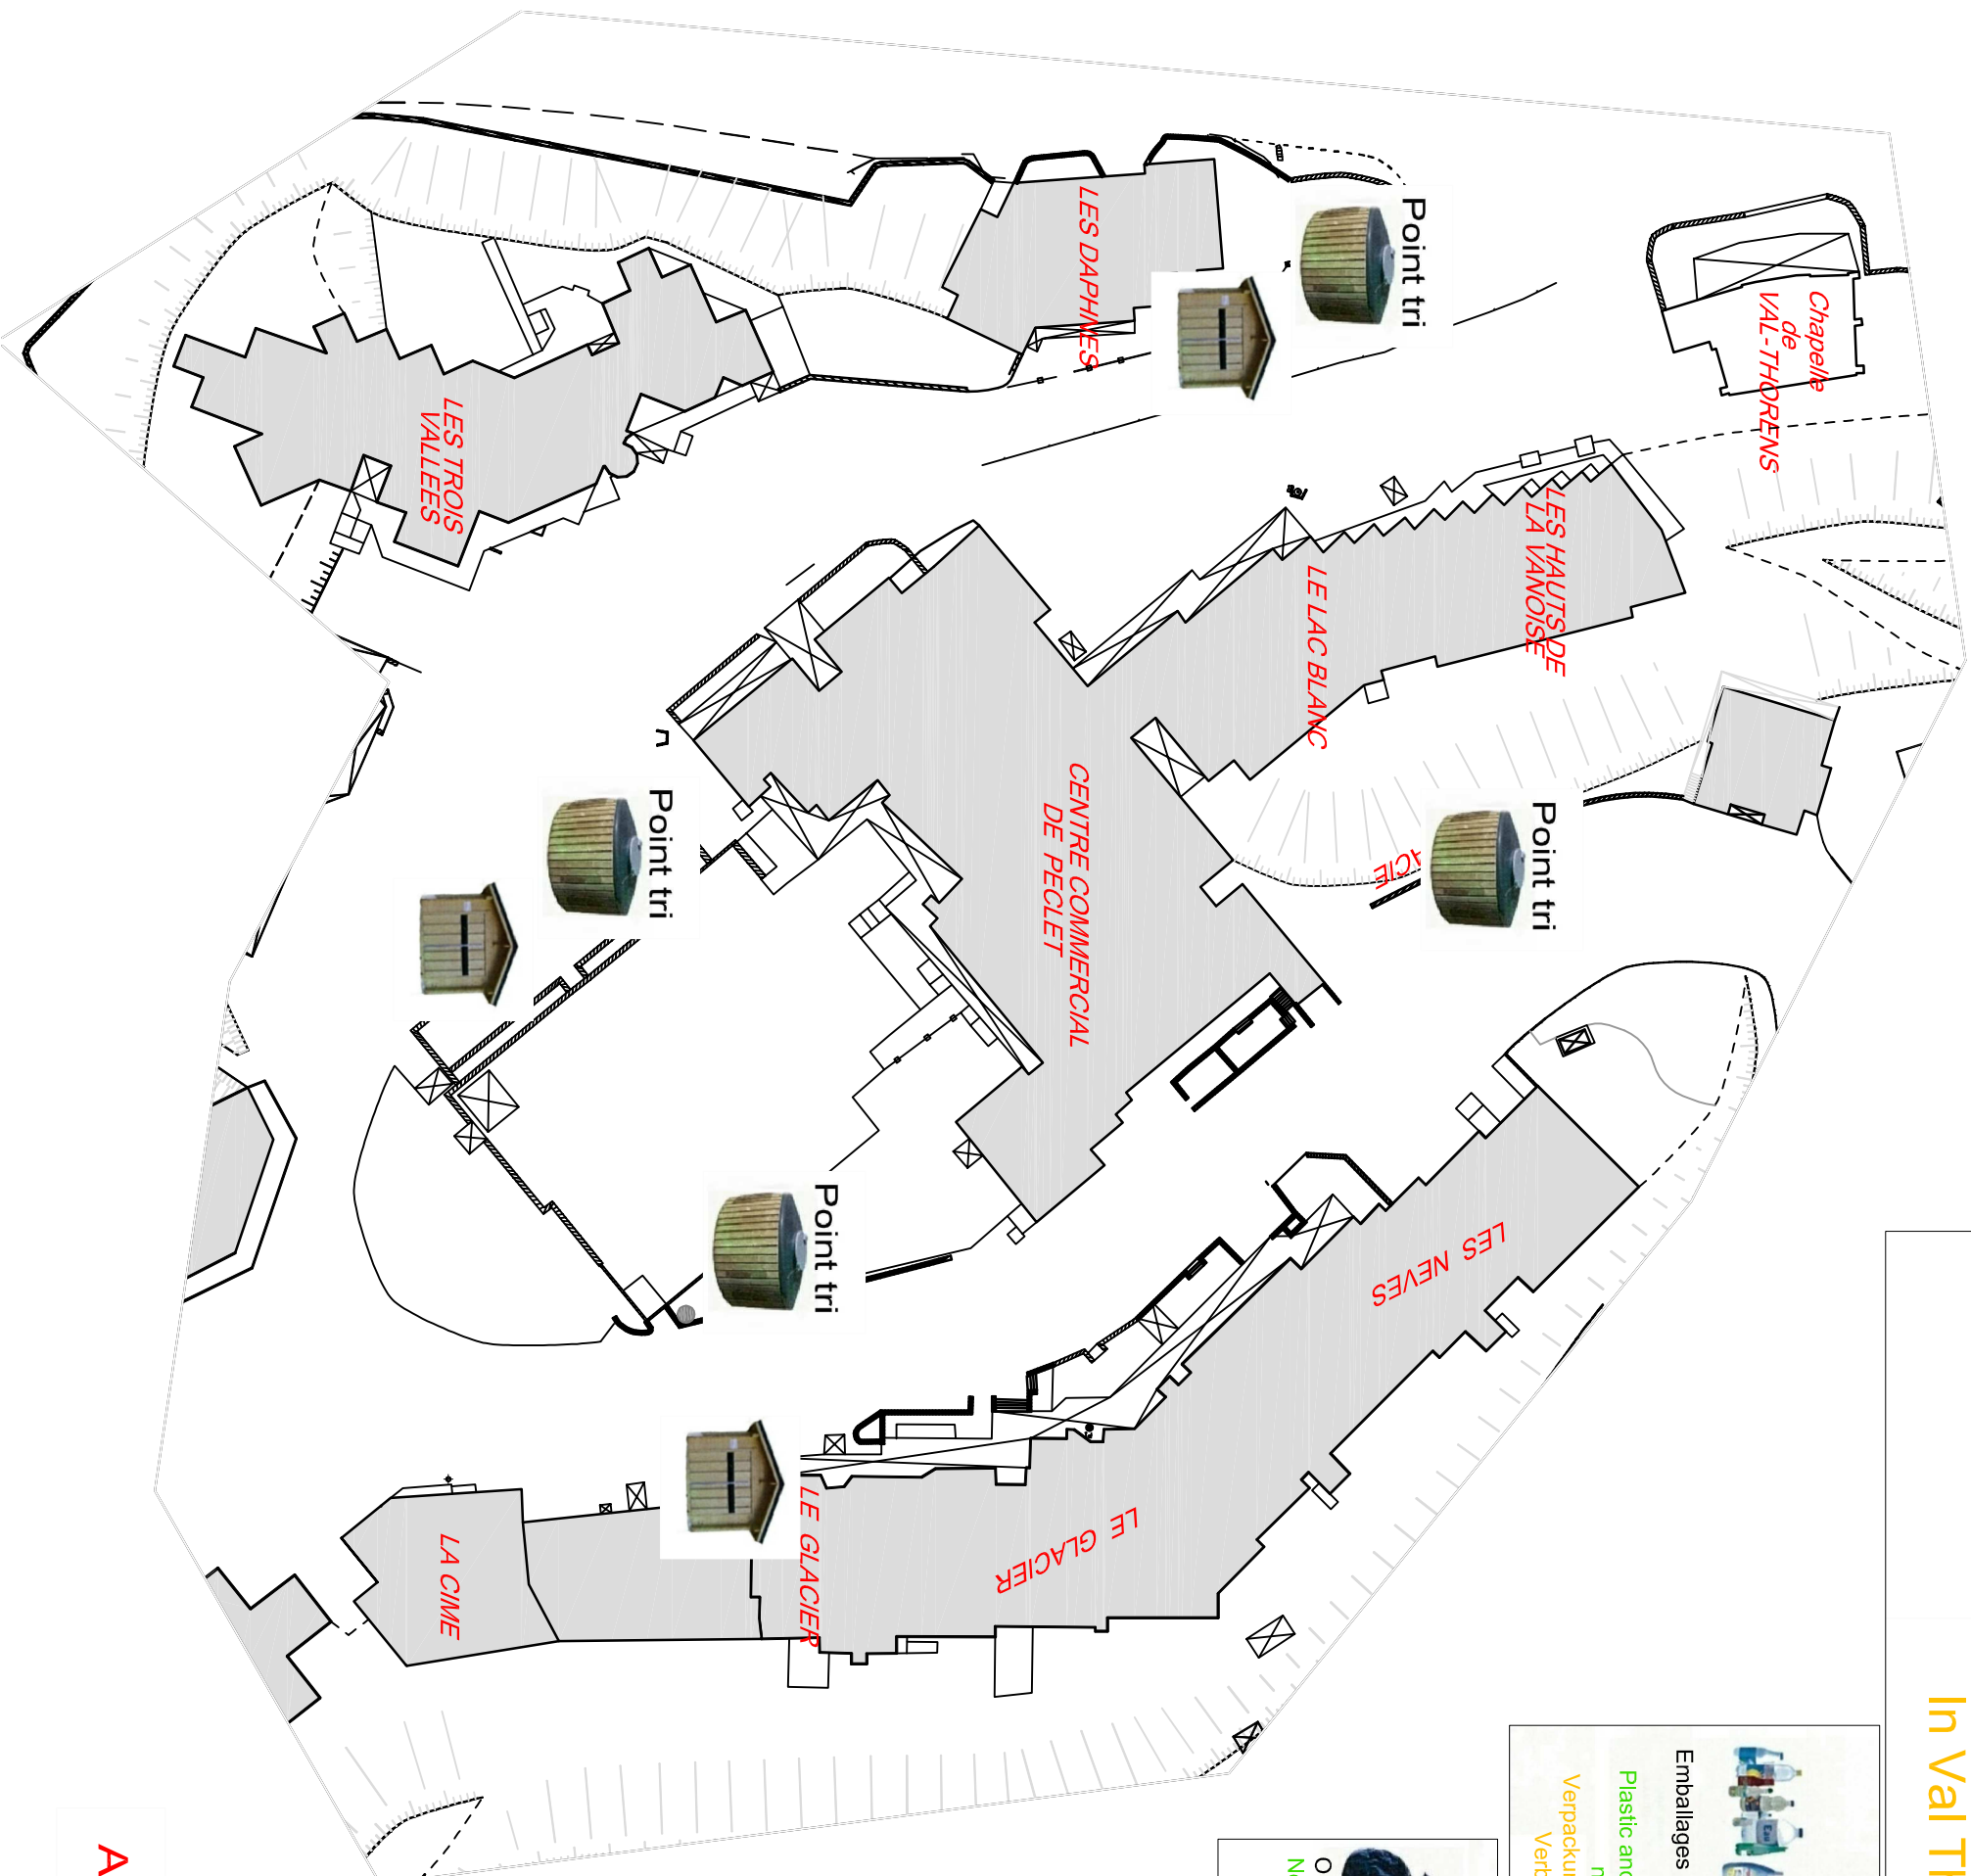 Point tri
LES DAPHNES
Chapelle
de
VAL-THORENS
LES TROIS
VALLEES
LES HAUTS DE
LA VANOISE
LE LAC BLANC
CENTRE COMMERCIAL
DE PECLET
Point tri
Point tri
ACIE
Point tri
LES NEVES
LE GLACIER
LE GLACIER
LA CIME
In Val
Emballages
Plastic and
A